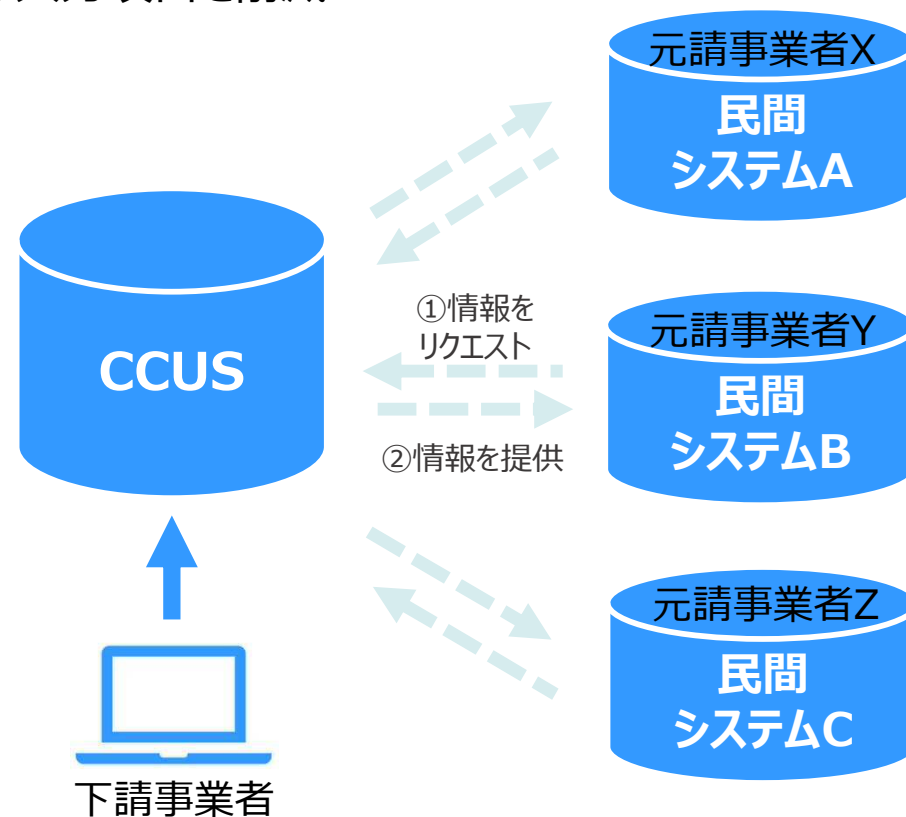 を削減
元請事業者X
民間
システムA
CCUS
①情報を
リクエスト
②情報を提供
元請事業者Y
民間
システムB
元請事業者Z
民間
システムC
下請事業者